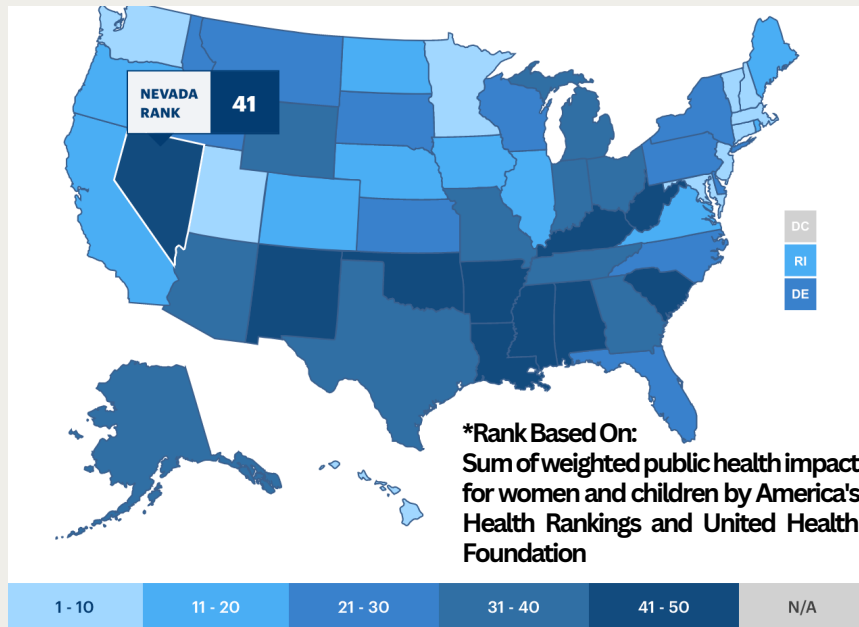 NEVADA
RANK
41
DC
RI
DE
*Rank Based On:
Sum of weighted public health impact
for women and children by America's
Health Rankings and United Health
Foundation
1 - 10
11 - 20
21 - 30
31 - 40
41 - 50
N/A